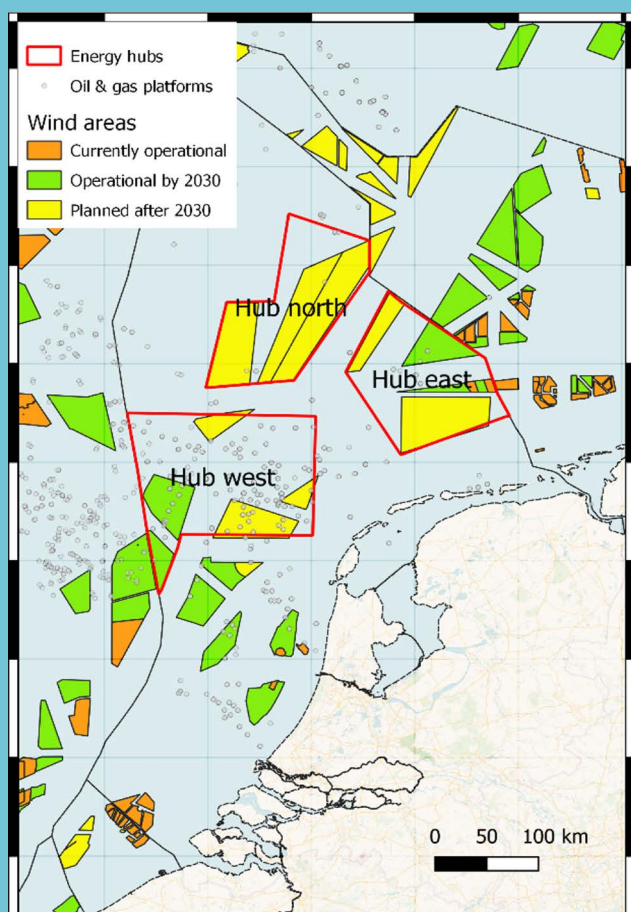 Energy hubs
Oil & gas platforms
Wind areas
Currently operational
Operational by 2030
Planned after 2030
Hub north
Hub east
Hub west
0 50 100 km